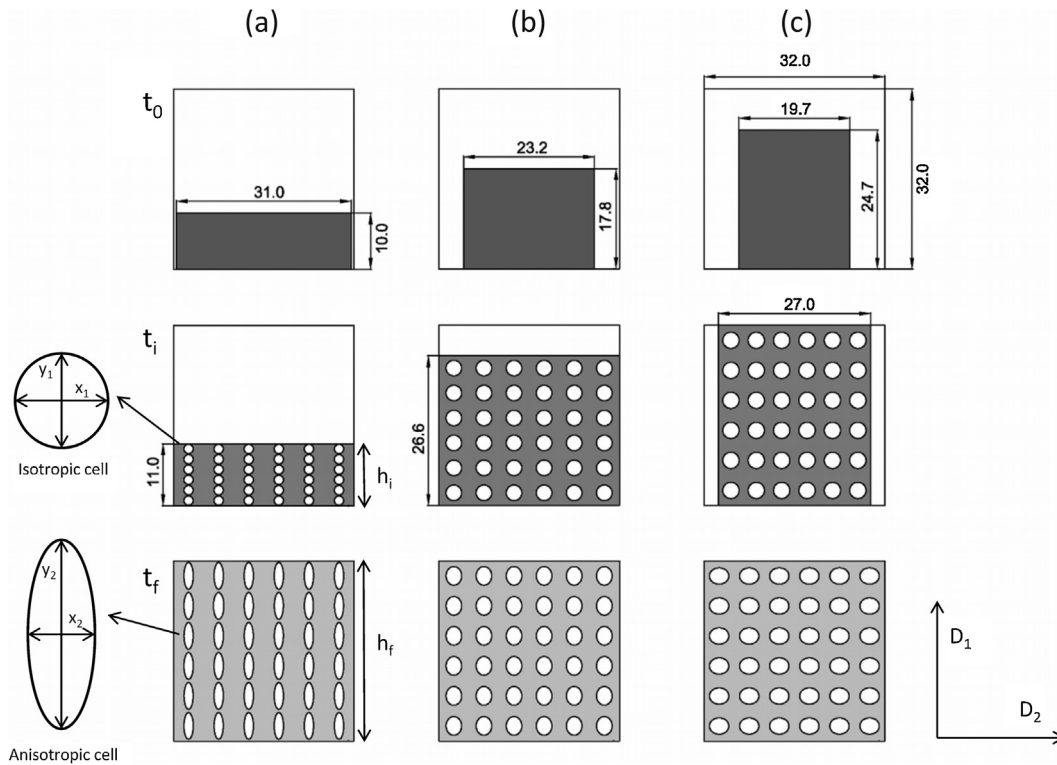 (a) (b) (c)
32.0
t0
31.0
10.0
23.2
17.8
19.7
24.7
32.0
ti
y1
x1
Isotropic cell
11.0
hi
26.6
27.0
tf
y2
x2
Anisotropic cell
hf
D1
D2